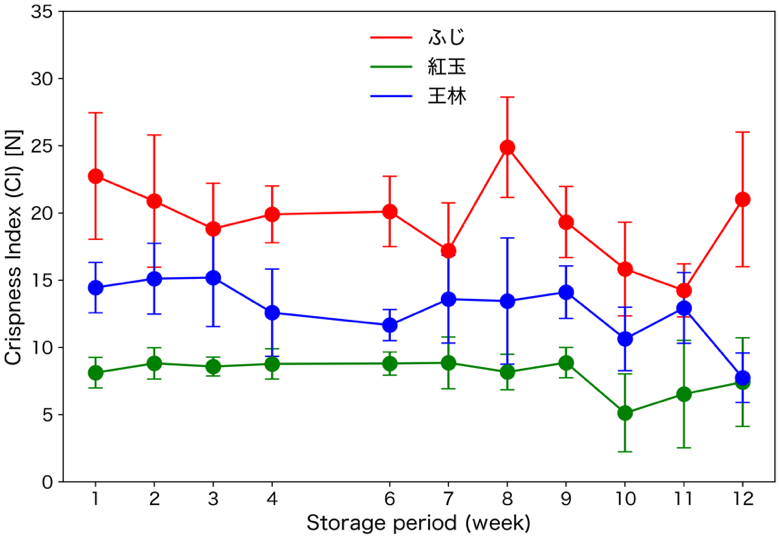 35
30
25
20
15
10
5
0
Crispness Index (CI) [N]
ふじ
紅玉
王林
1 2 3 4 6 7 8 9 10 11 12
Storage period (week)